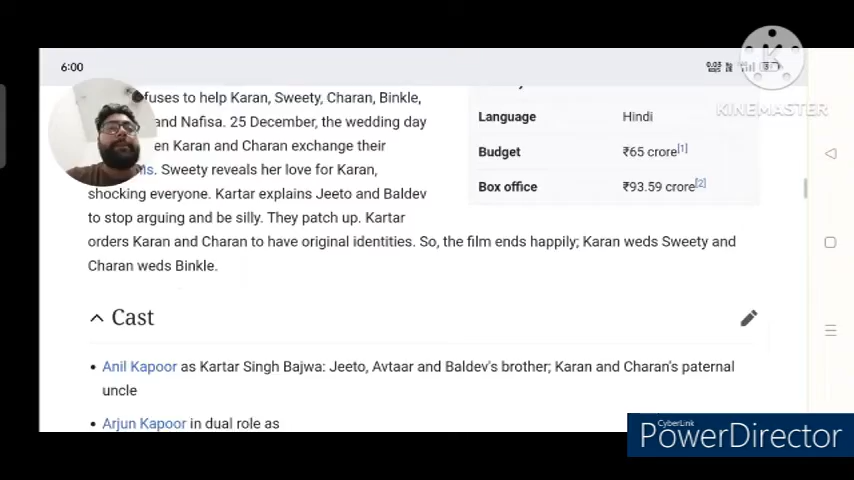 6:00
KINEMASTER
fuses to help Karan, Sweety, Charan, Binkle,
and Nafisa. 25 December, the wedding day
en Karan and Charan exchange their
. Sweety reveals her love for Karan,
shocking everyone. Kartar explains Jeeto and Baldev
to stop arguing and be silly. They patch up. Kartar
orders Karan and Charan to have original identities. So, the film ends happily; Karan weds Sweety and
Charan weds Binkle.
Language Hindi
Budget ₹65 crore[1]
Box office ₹93.59 crore[2]
Cast
• Anil Kapoor as Kartar Singh Bajwa: Jeeto, Avtaar and Baldev's brother; Karan and Charan's paternal
uncle
• Arjun Kapoor in dual role as
CyberLink
PowerDirector